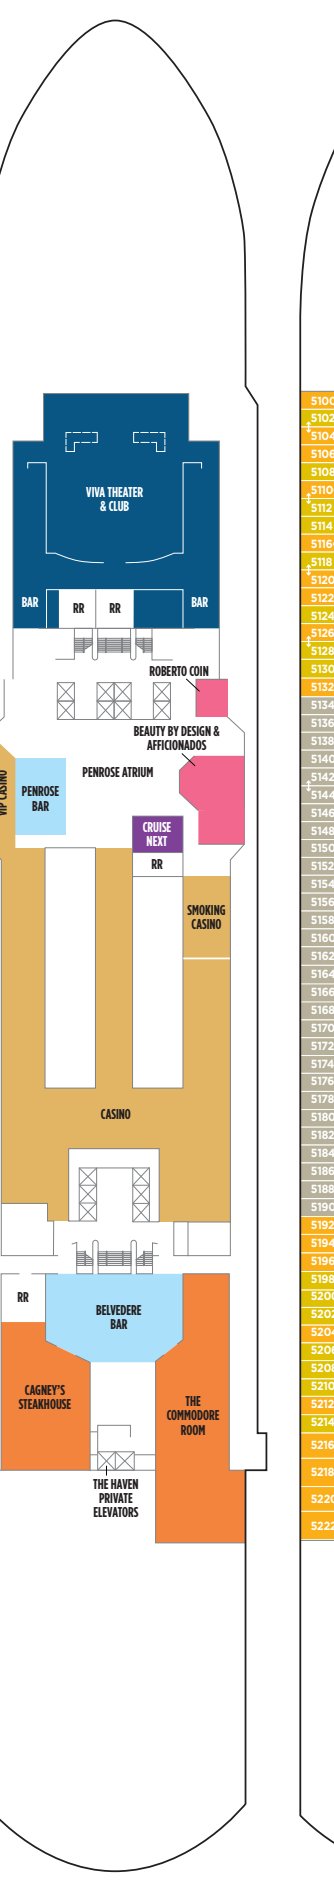 VIVA THEATER
& CLUB
BAR
RR
RR
BAR
ROBERTO COIN
BEAUTY BY DESIGN &
AFFICIONADOS
PENROSE ATRIUM
VIP CASINO
PENROSE
BAR
CRUISE
NEXT
RR
SMOKING
CASINO
CASINO
RR
BELVEDERE
BAR
CAGNEY'S
STEAKHOUSE
THE
COMMODORE
ROOM
THE HAVEN
PRIVATE
ELEVATORS
5100
5102
5104
5106
5108
5110
5112
5114
5116
5118
5120
5122
5124
5126
5128
5130
5132
5134
5136
5138
5140
5142
5144
5146
5148
5150
5152
5154
5156
5158
5160
5162
5164
5166
5168
5170
5172
5174
5176
5178
5180
5182
5184
5186
5188
5190
5192
5194
5196
5198
5200
5202
5204
5206
5208
5210
5212
5214
5216
5218
5220
5222